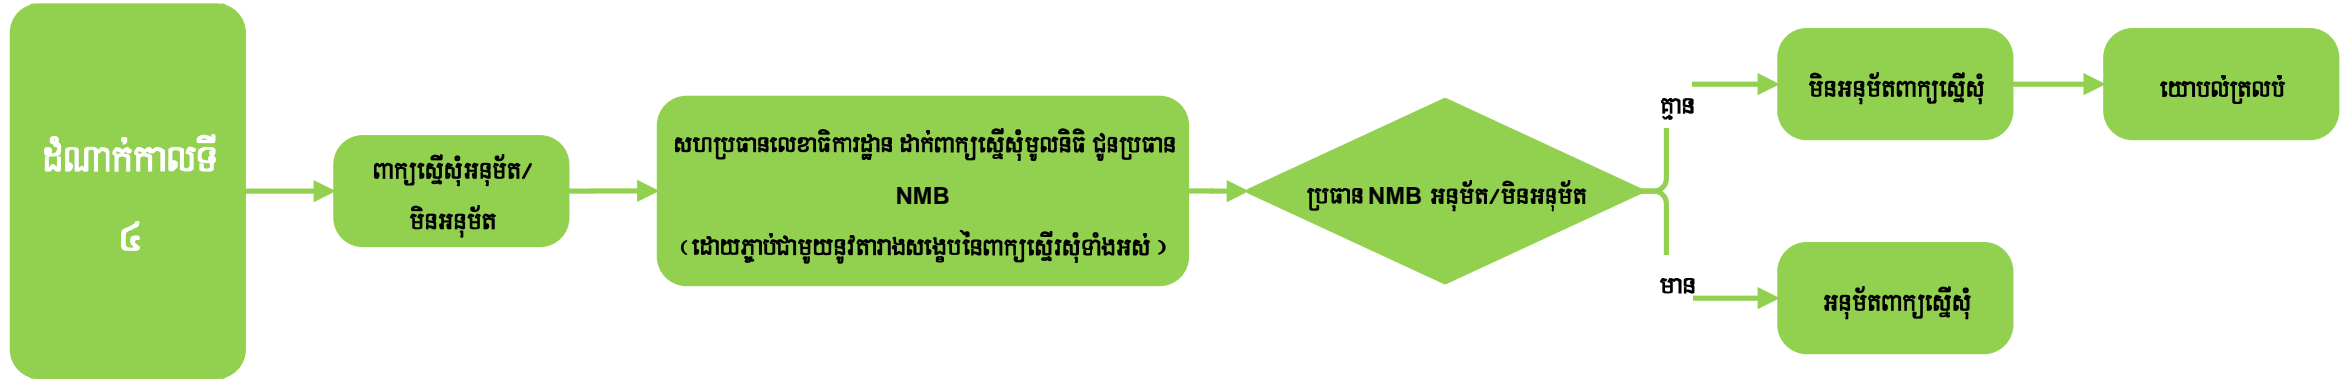 ដំណាក់កាលទី
៤
ពាក្យស្នើសុំអនុម័ត/
មិនអនុម័ត
សហប្រធានលេខាធិការដ្ឋាន ដាក់ពាក្យស្នើសុំមូលនិធិ ជូនប្រធាន
NMB
(ដោយភ្ជាប់ជាមួយនូវតារាងសង្ខេបនៃពាក្យស្នើរសុំទាំងអស់)
ប្រធាន NMB អនុម័ត/មិនអនុម័ត
គ្មាន
មិនអនុម័តពាក្យស្នើសុំ
យោបល់ត្រលប់
មាន
អនុម័តពាក្យស្នើសុំ